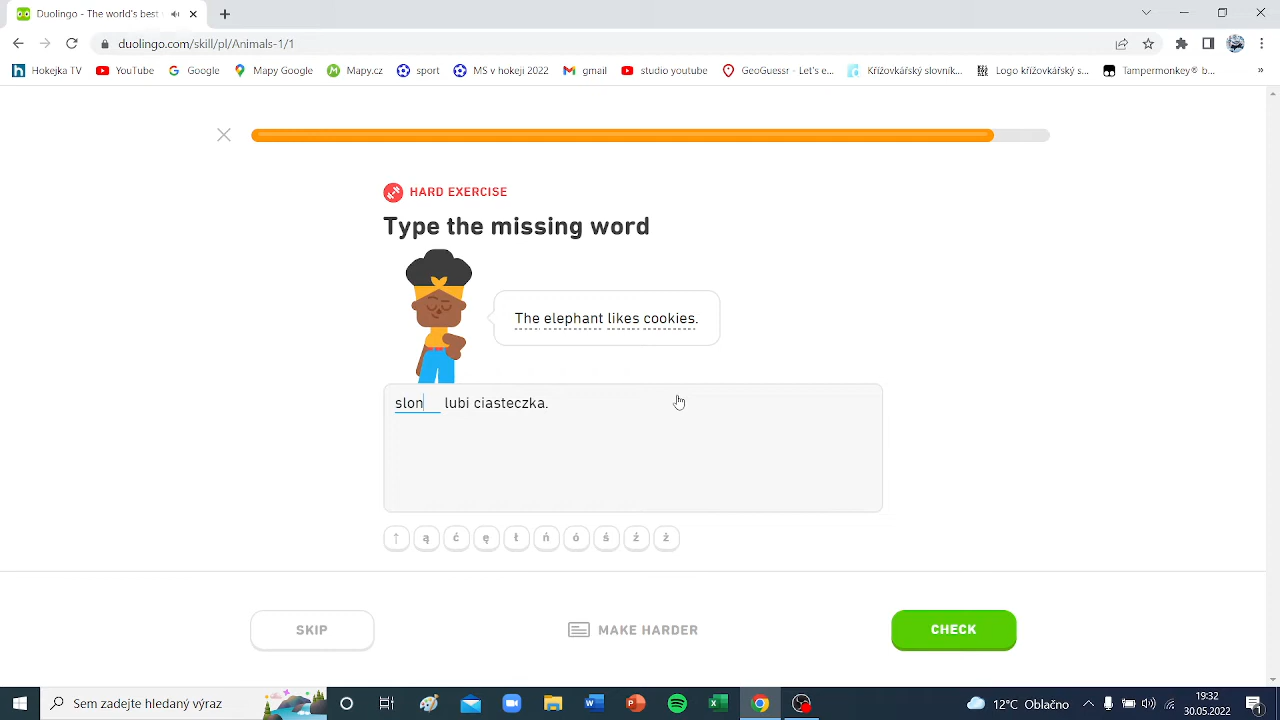 Duolingo - The world's best
duolingo.com/skill/pl/Animals-1/1
Hokejka TV YouTube Google Mapy Google Mapy.cz sport MS v hokeji 2022 gmail studio youtube GeoGuessr - Let's e... Křížovkářský slovník... Logo křížovkářský s... Tampermonkey® b... »
HARD EXERCISE
Type the missing word
The elephant likes cookies.
slon lubi ciasteczka.
↑ ą ć ę ł ń ó ś ź ż
SKIP MAKE HARDER CHECK
Sem zadejte hledaný výraz 12°C Oblačno 19:32
30.05.2022